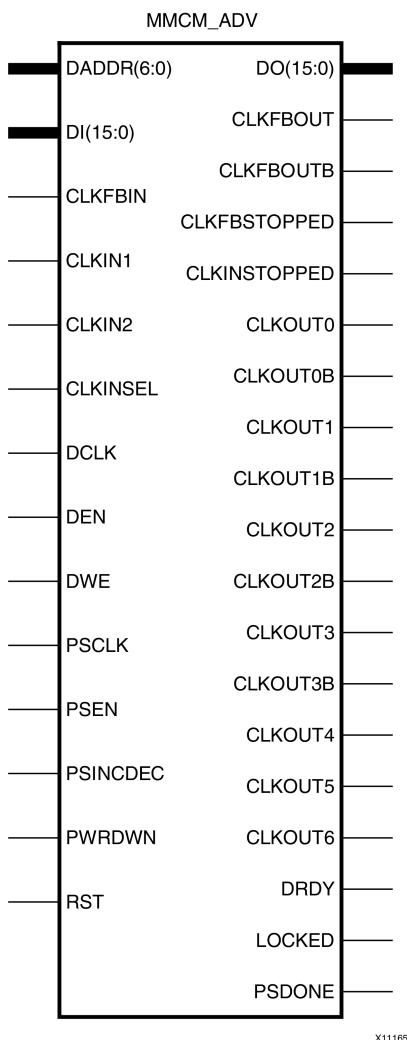 MMCM_ADV
DADDR(6:0)
DI(15:0)
CLKFBIN
CLKIN1
CLKIN2
CLKINSEL
DCLK
DEN
DWE
PSCLK
PSEN
PSINCDEC
PWRDWN
RST
DO(15:0)
CLKFBOUT
CLKFBOUTB
CLKFBSTOPPED
CLKINSTOPPED
CLKOUT0
CLKOUT0B
CLKOUT1
CLKOUT1B
CLKOUT2
CLKOUT2B
CLKOUT3
CLKOUT3B
CLKOUT4
CLKOUT5
CLKOUT6
DRDY
LOCKED
PSDONE
X11165